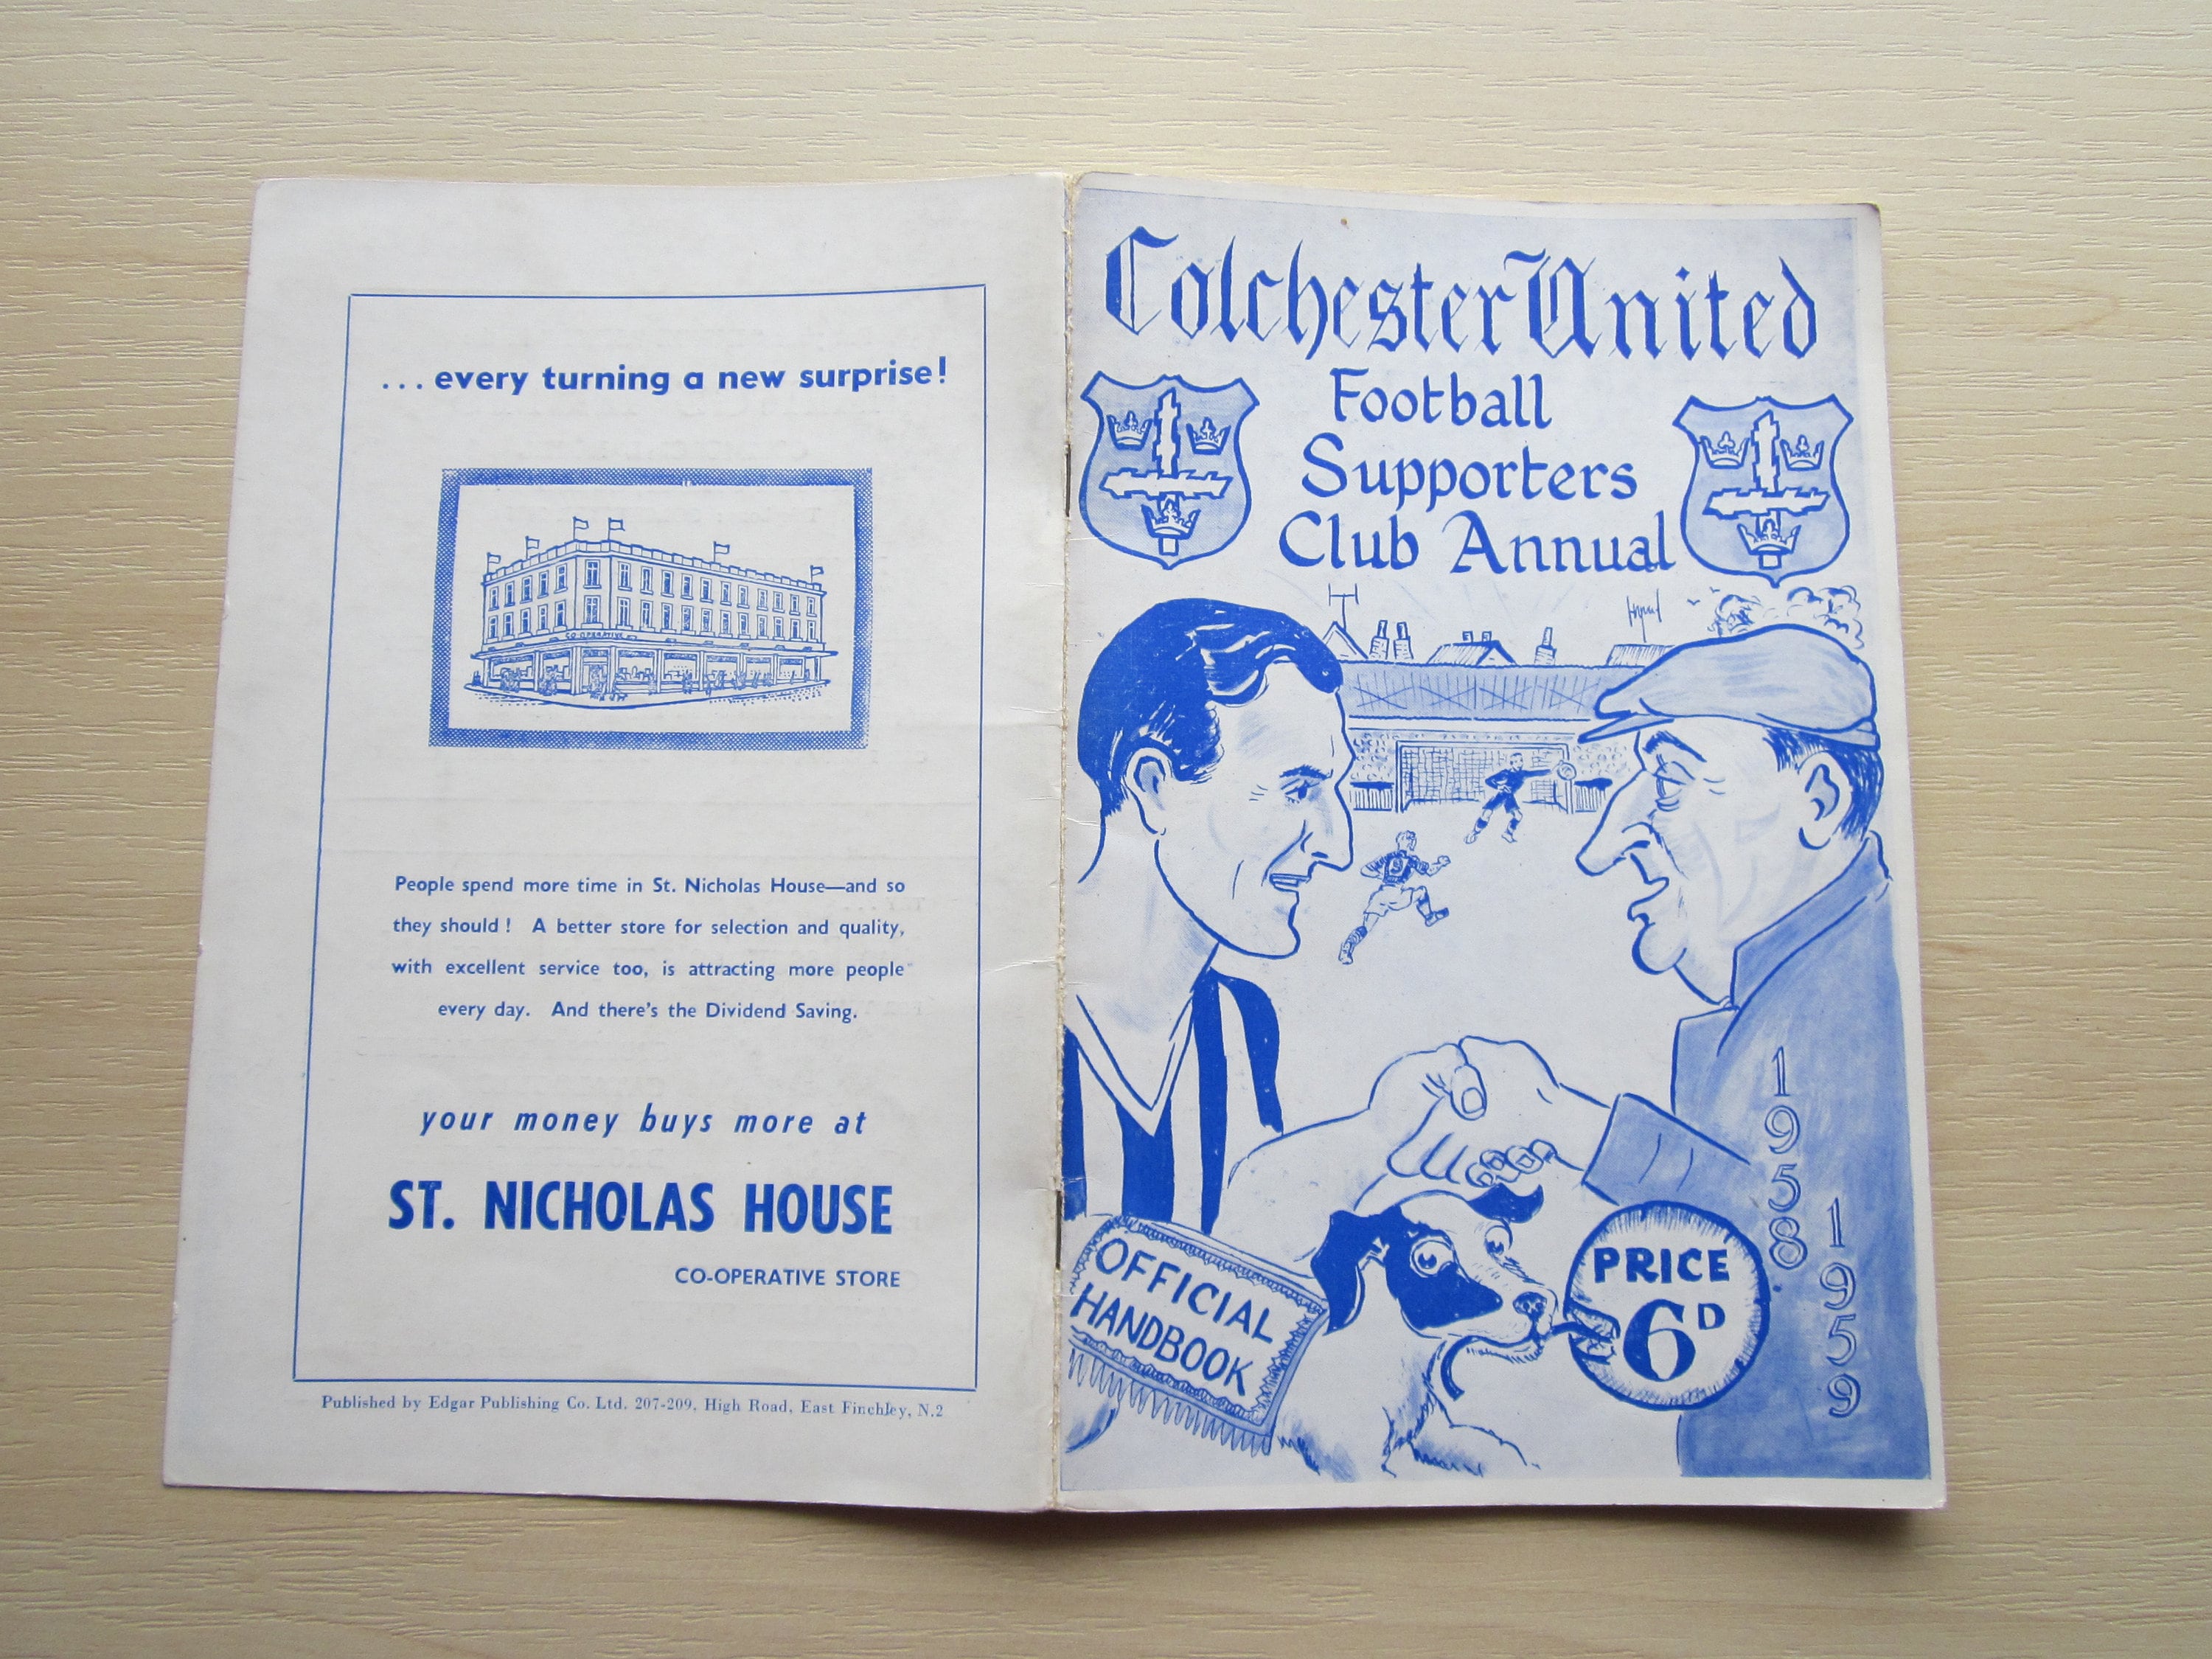 ... every turning a new surprise!
CO-OPERATIVE
People spend more time in St. Nicholas House—and so
they should ! A better store for selection and quality,
with excellent service too, is attracting more people
every day. And there's the Dividend Saving.
your money buys more at
ST. NICHOLAS HOUSE
CO-OPERATIVE STORE
Published by Edgar Publishing Co. Ltd. 207-209, High Road, East Finchley, N.2
Colchester United
Football
Supporters
Club Annual
9
1958
1959
OFFICIAL
HANDBOOK
PRICE
6D